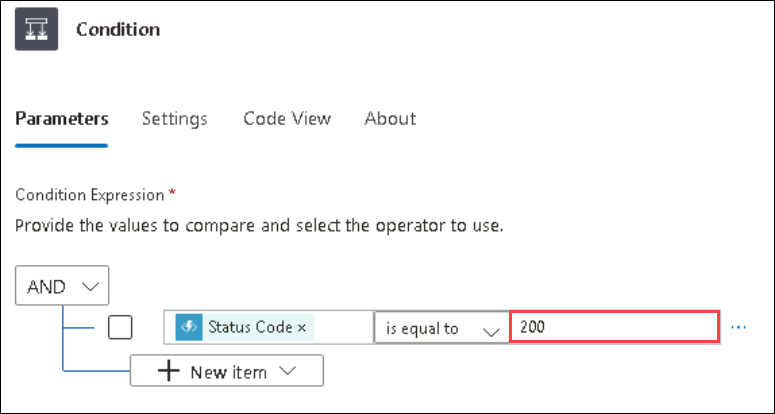 Condition
Parameters Settings Code View About
Condition Expression *
Provide the values to compare and select the operator to use.
AND
Status Code × is equal to 200 ...
+ New item